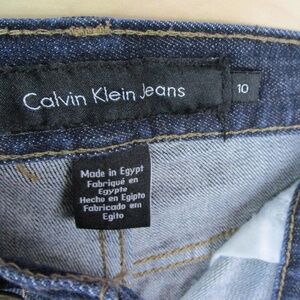 Calvin Klein Jeans
10
Made in Egypt
Fabriqué en
Egypte
Hecho en Egipto
Fabricado em
Egito